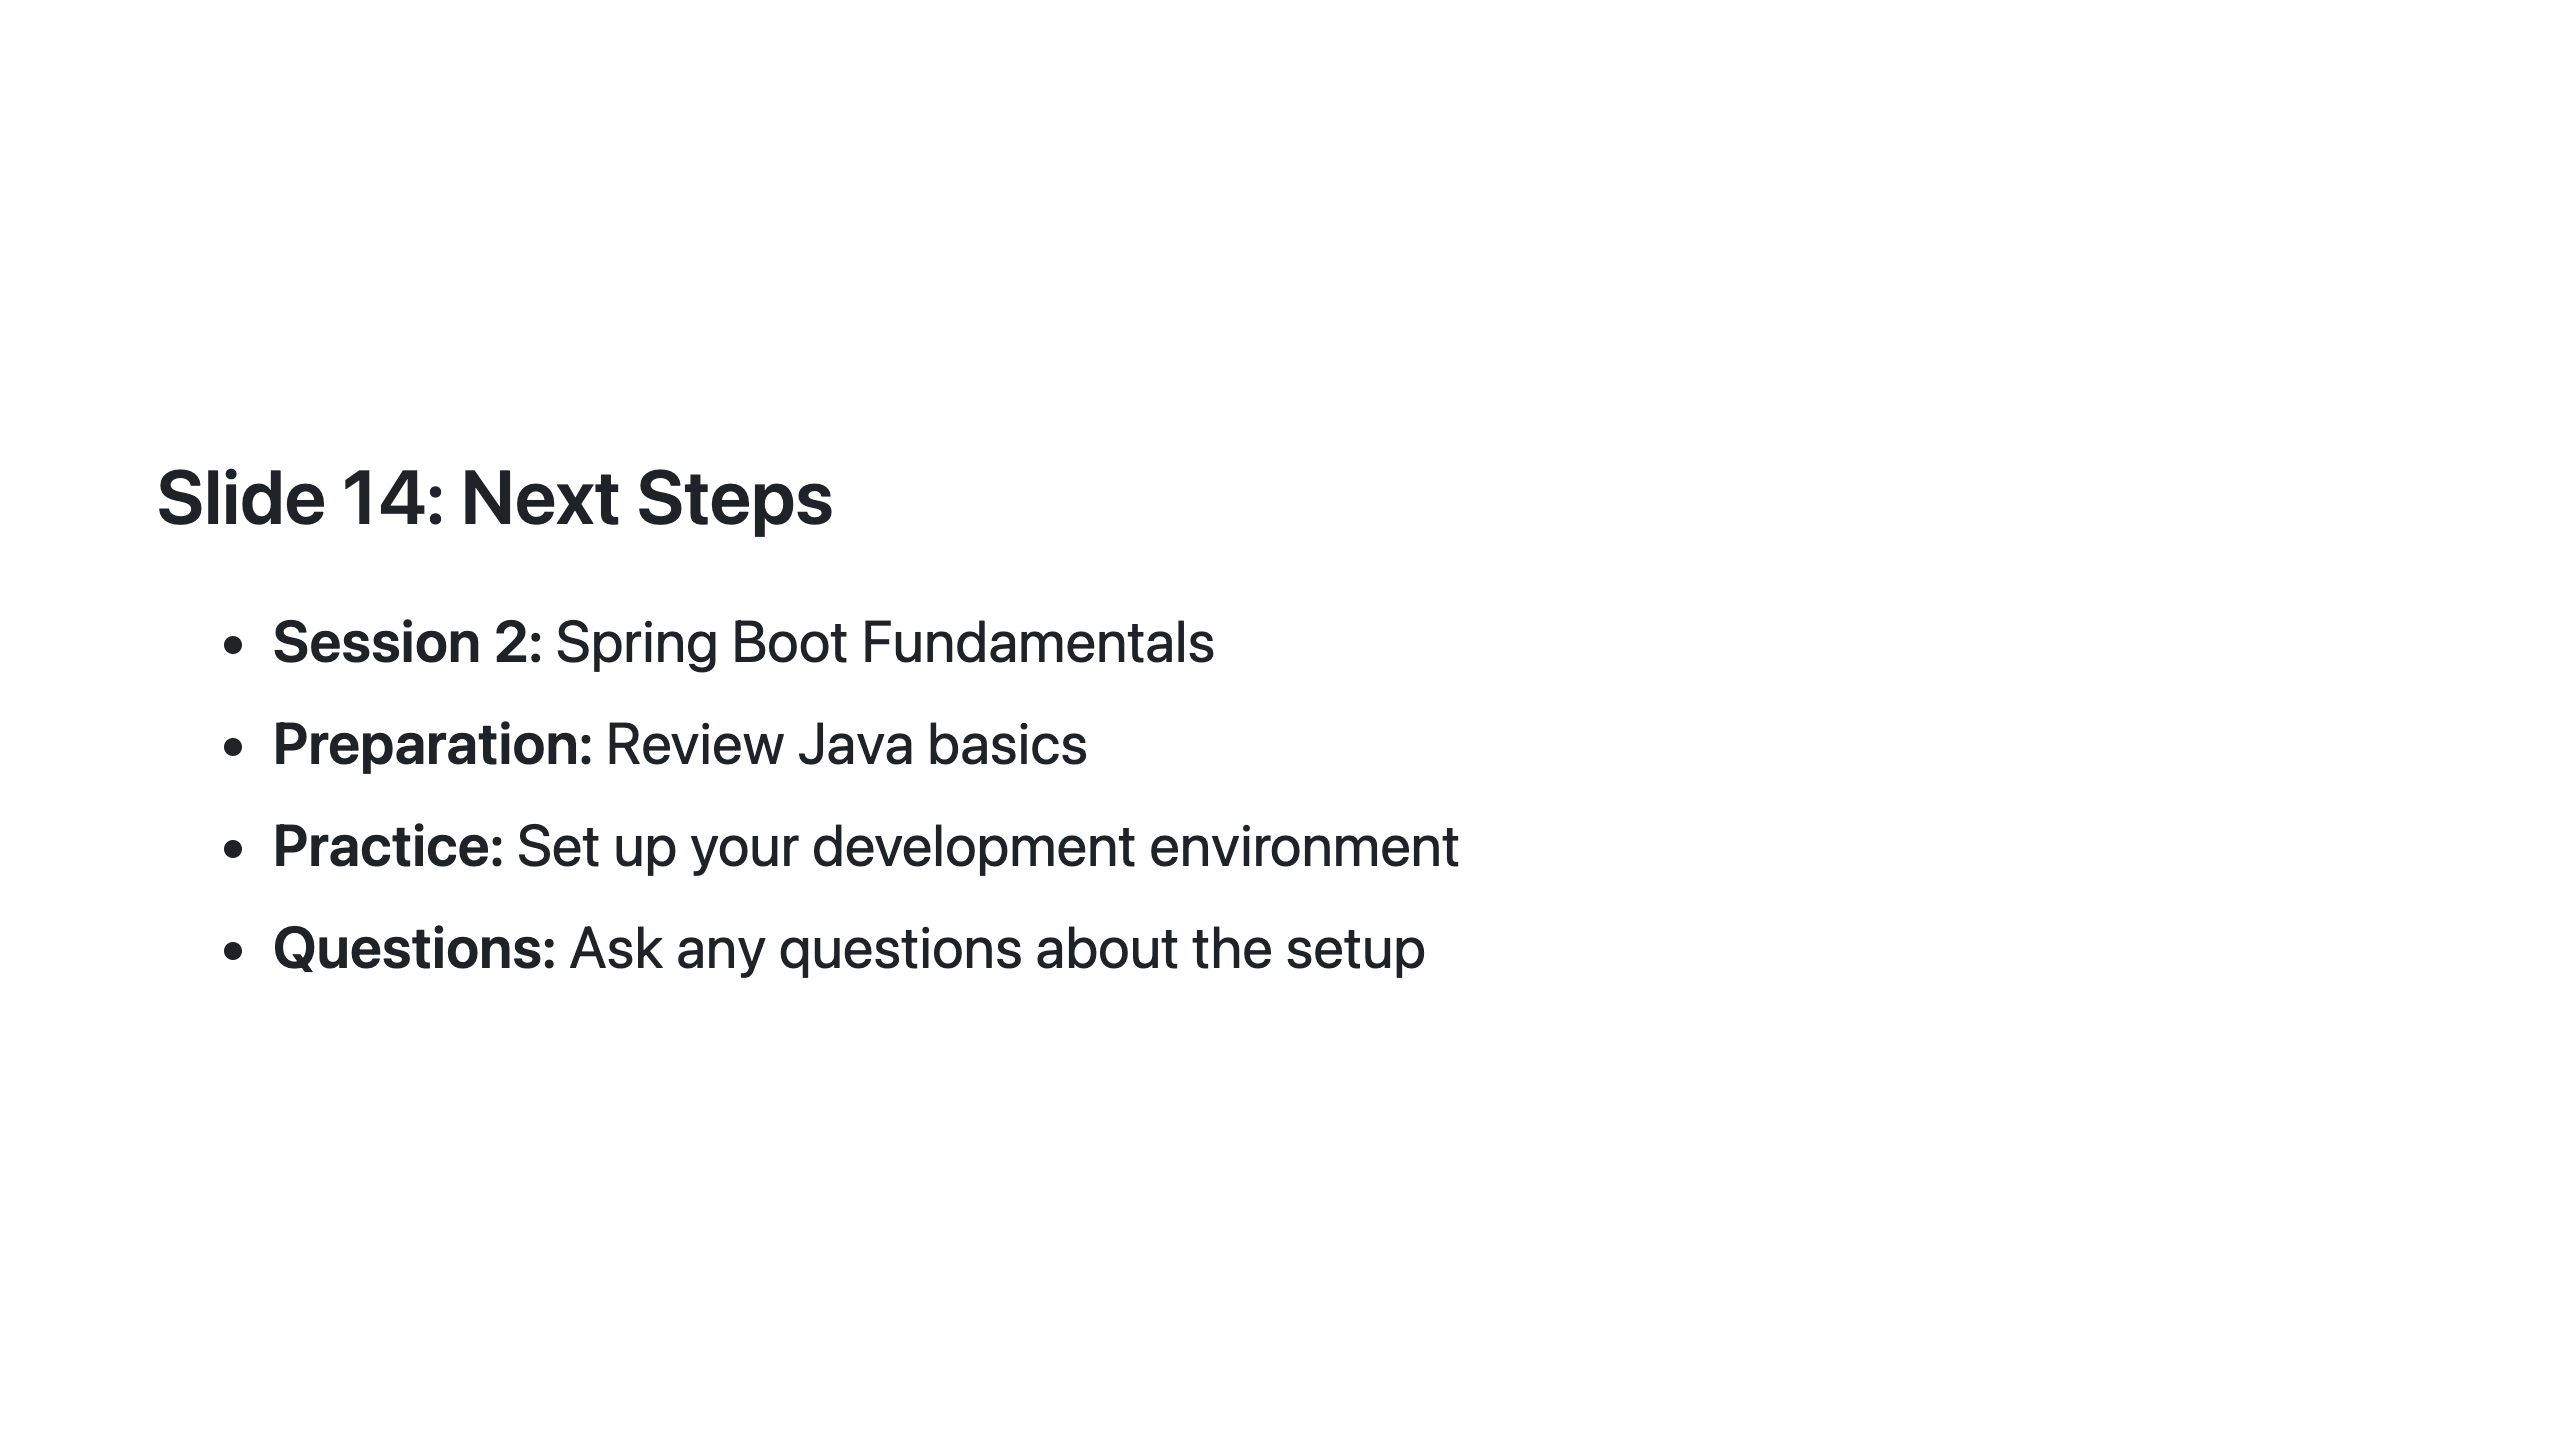 Slide 14: Next Steps
• Session 2: Spring Boot Fundamentals
• Preparation: Review Java basics
• Practice: Set up your development environment
• Questions: Ask any questions about the setup